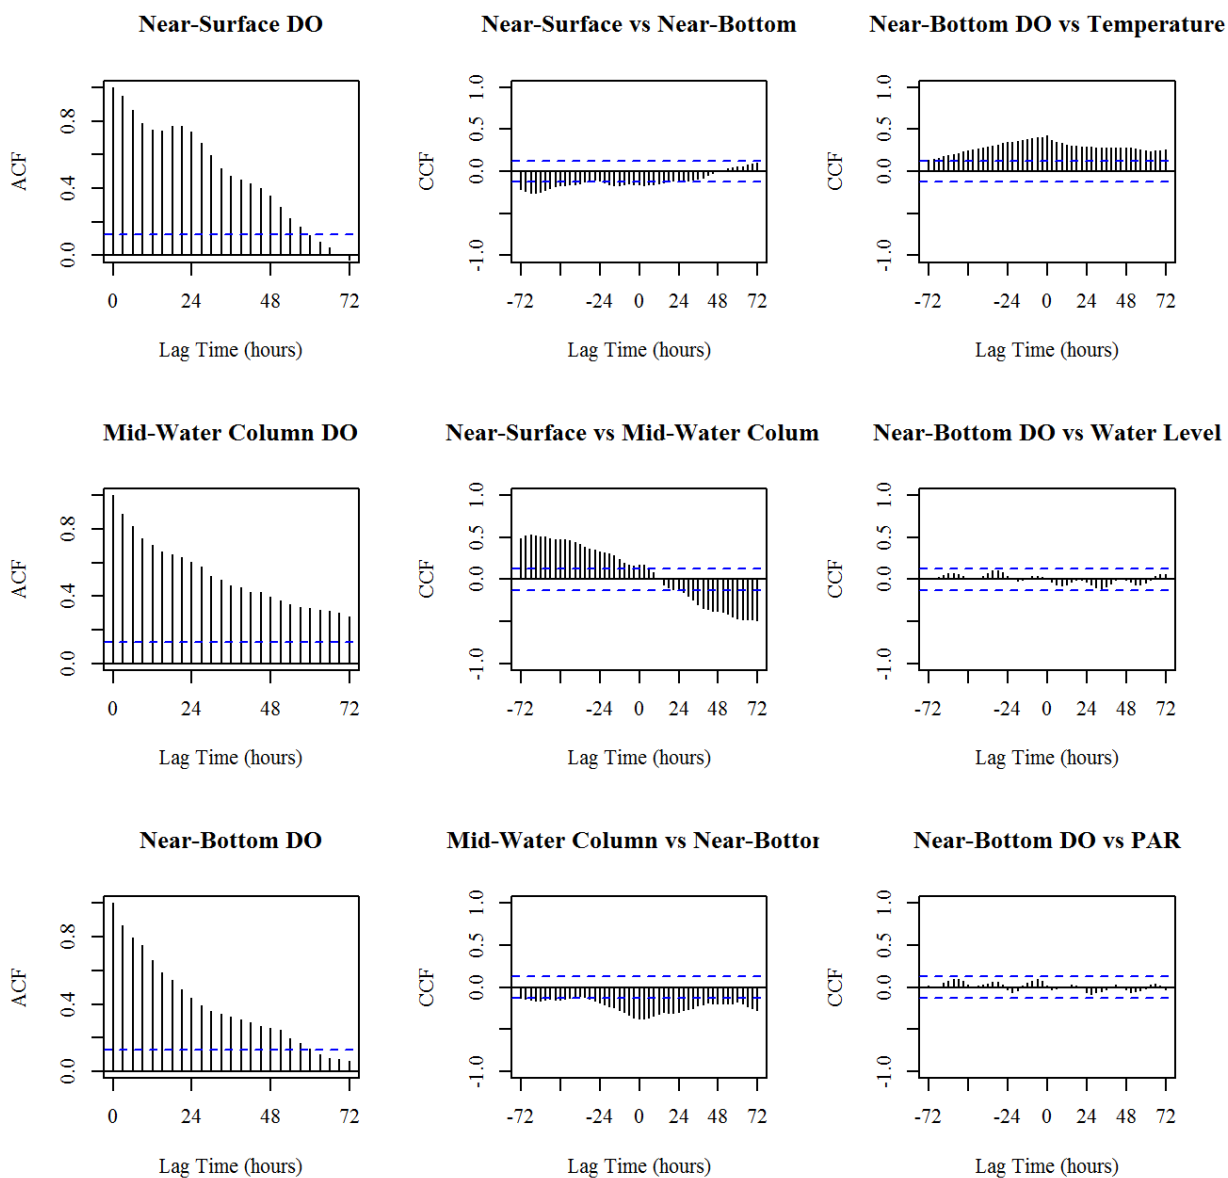 Near-Surface DO
ACF
0.0 0.4 0.8
0 24 48 72
Lag Time (hours)
Near-Surface vs Near-Bottom
CCF
-1.0 0.0 0.5 1.0
-72 -24 0 24 48 72
Lag Time (hours)
Near-Bottom DO vs Temperature
CCF
-1.0 0.0 0.5 1.0
-72 -24 0 24 48 72
Lag Time (hours)
Mid-Water Column DO
ACF
0.0 0.4 0.8
0 24 48 72
Lag Time (hours)
Near-Surface vs Mid-Water Colum
CCF
-1.0 0.0 0.5 1.0
-72 -24 0 24 48 72
Lag Time (hours)
Near-Bottom DO vs Water Level
CCF
-1.0 0.0 0.5 1.0
-72 -24 0 24 48 72
Lag Time (hours)
Near-Bottom DO
ACF
0.0 0.4 0.8
0 24 48 72
Lag Time (hours)
Mid-Water Column vs Near-Bottor
CCF
-1.0 0.0 0.5 1.0
-72 -24 0 24 48 72
Lag Time (hours)
Near-Bottom DO vs PAR
CCF
-1.0 0.0 0.5 1.0
-72 -24 0 24 48 72
Lag Time (hours)